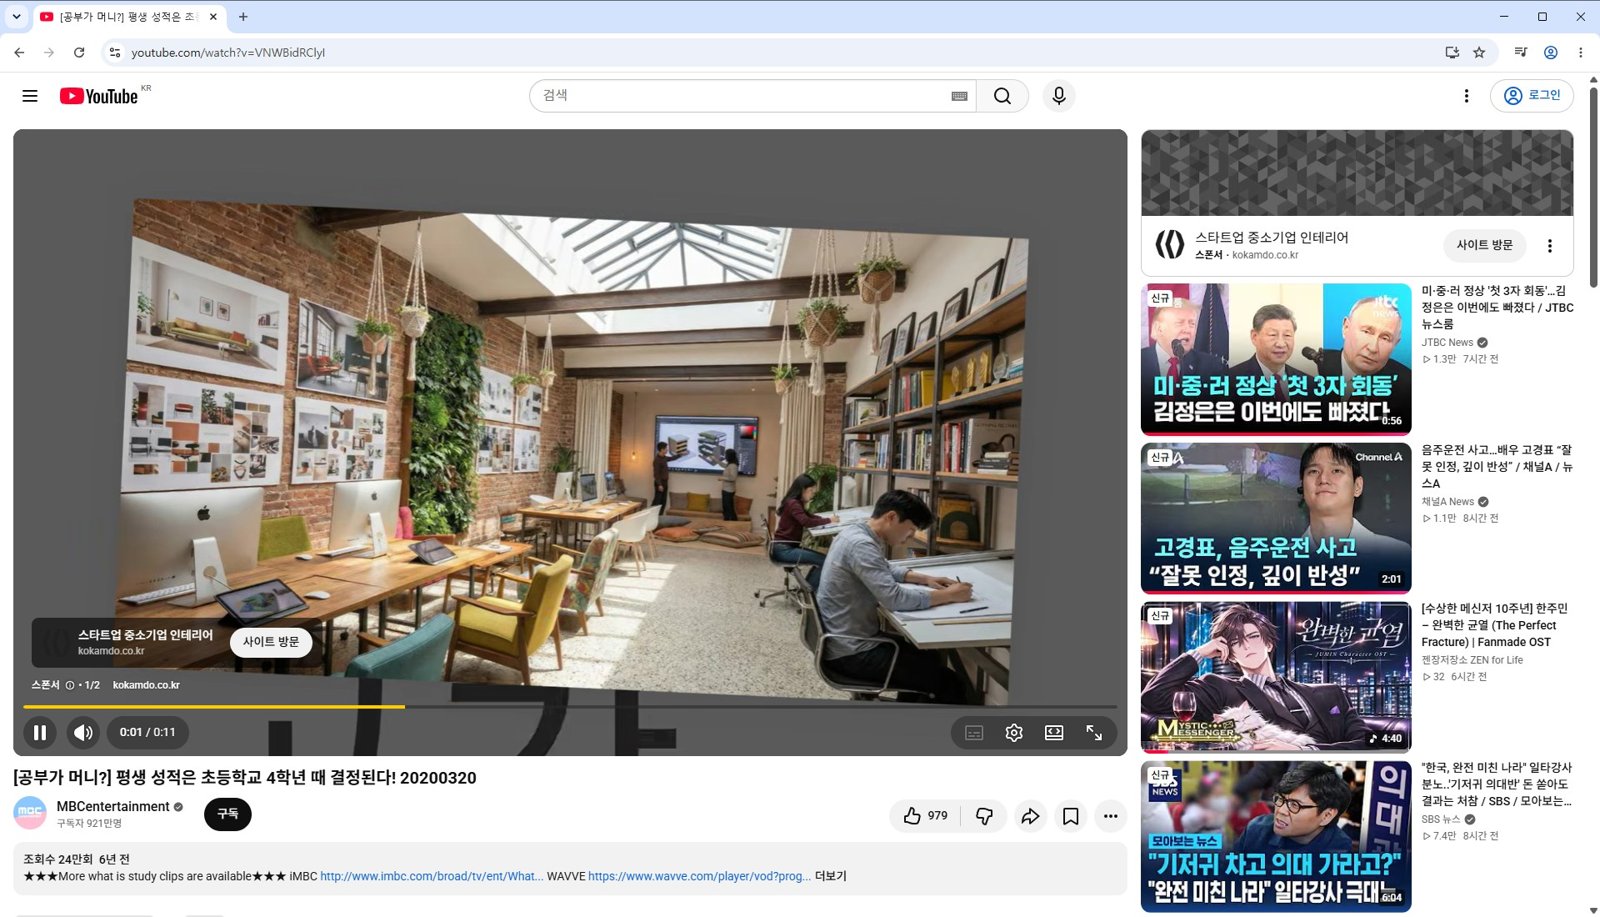 [공부가 머니?] 평생 성적은 초
youtube.com/watch?v=VNWBidRClyI
YouTube KR
검색
로그인
스타트업 중소기업 인테리어
kokamdo.co.kr
사이트 방문
스폰서 · 1/2 kokamdo.co.kr
0:01 / 0:11
[공부가 머니?] 평생 성적은 초등학교 4학년 때 결정된다! 20200320
MBCentertainment
구독자 921만명
구독
979
조회수 24만회 6년 전
★★★More what is study clips are available★★★ iMBC http://www.imbc.com/broad/tv/ent/What... WAVVE https://www.wavve.com/player/vod?prog... 더보기
스타트업 중소기업 인테리어
스폰서 · kokamdo.co.kr
사이트 방문
신규
jtbc
news
미·중·러 정상 '첫 3자 회동'
김정은은 이번에도 빠졌다
0:56
미·중·러 정상 '첫 3자 회동'...김
정은은 이번에도 빠졌다 / JTBC
뉴스룸
JTBC News
1.3만 7시간 전
신규
Channel A
고경표, 음주운전 사고
“잘못 인정, 깊이 반성”
2:01
음주운전 사고...배우 고경표 “잘
못 인정, 깊이 반성” / 채널A / 뉴
스A
채널A News
1.1만 8시간 전
신규
완벽한 균열
JUMIN Character OST
MYSTIC
MESSENGER
4:40
[수상한 메신저 10주년] 한주민
– 완벽한 균열 (The Perfect
Fracture) | Fanmade OST
젠장저장소 ZEN for Life
32 6시간 전
신규
SBS
NEWS
의대
모아보는 뉴스
"기저귀 차고 의대 가라고?"
"완전 미친 나라" 일타강사 극대노
6:04
"한국, 완전 미친 나라" 일타강사
분노..'기저귀 의대반' 돈 쏟아도
결과는 처참 / SBS / 모아보는...
SBS 뉴스
7.4만 8시간 전